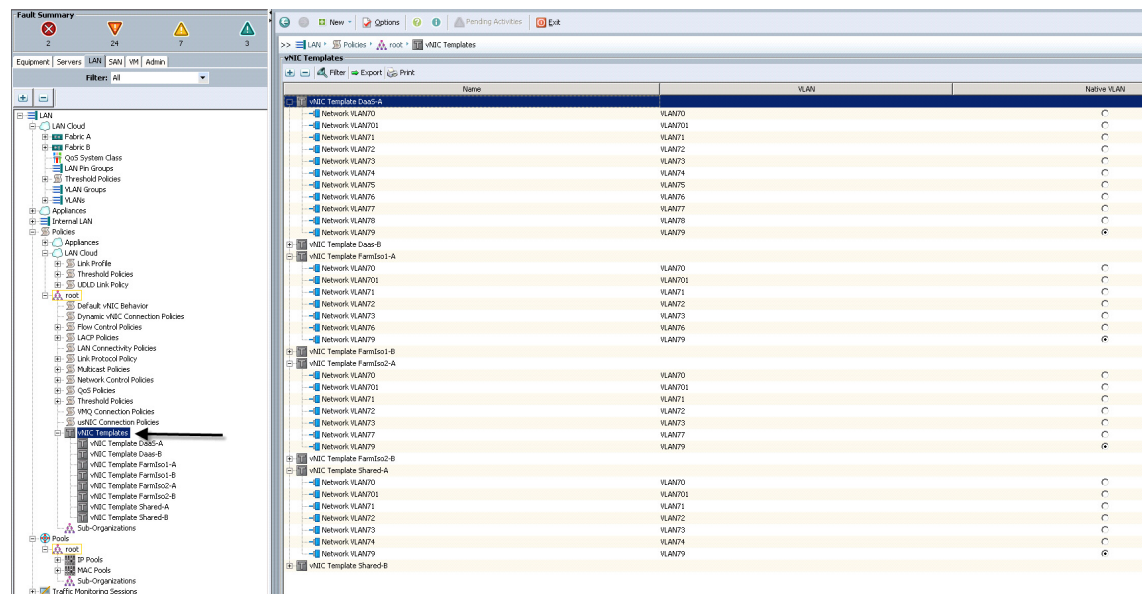 Fault Summary
2 24 7 3
Equipment Servers LAN SAN VM Admin
Filter: All
LAN
LAN Cloud
Fabric A
Fabric B
QoS System Class
LAN Pin Groups
Threshold Policies
VLAN Groups
VLANs
Appliances
Internal LAN
Policies
Appliances
LAN Cloud
Link Profile
Threshold Policies
UDLD Link Policy
root
Default vNIC Behavior
Dynamic vNIC Connection Policies
Flow Control Policies
LACP Policies
LAN Connectivity Policies
Link Protocol Policy
Multicast Policies
Network Control Policies
QoS Policies
Threshold Policies
VMQ Connection Policies
usNIC Connection Policies
vNIC Templates
vNIC Template DaaS-A
vNIC Template Daas-B
vNIC Template FarmIso1-A
vNIC Template FarmIso1-B
vNIC Template FarmIso2-A
vNIC Template FarmIso2-B
vNIC Template Shared-A
vNIC Template Shared-B
Sub-Organizations
Pools
root
IP Pools
MAC Pools
Sub-Organizations
Traffic Monitoring Sessions
New Options Pending Activities Exit
>> LAN Policies root vNIC Templates
vNIC Templates
Filter Export Print
Name VLAN Native VLAN
vNIC Template DaaS-A
Network VLAN70 VLAN70
Network VLAN701 VLAN701
Network VLAN71 VLAN71
Network VLAN72 VLAN72
Network VLAN73 VLAN73
Network VLAN74 VLAN74
Network VLAN75 VLAN75
Network VLAN76 VLAN76
Network VLAN77 VLAN77
Network VLAN78 VLAN78
Network VLAN79 VLAN79
vNIC Template Daas-B
vNIC Template FarmIso1-A
Network VLAN70 VLAN70
Network VLAN701 VLAN701
Network VLAN71 VLAN71
Network VLAN72 VLAN72
Network VLAN73 VLAN73
Network VLAN76 VLAN76
Network VLAN79 VLAN79
vNIC Template FarmIso1-B
vNIC Template FarmIso2-A
Network VLAN70 VLAN70
Network VLAN701 VLAN701
Network VLAN71 VLAN71
Network VLAN72 VLAN72
Network VLAN73 VLAN73
Network VLAN77 VLAN77
Network VLAN79 VLAN79
vNIC Template FarmIso2-B
vNIC Template Shared-A
Network VLAN70 VLAN70
Network VLAN701 VLAN701
Network VLAN71 VLAN71
Network VLAN72 VLAN72
Network VLAN73 VLAN73
Network VLAN74 VLAN74
Network VLAN79 VLAN79
vNIC Template Shared-B